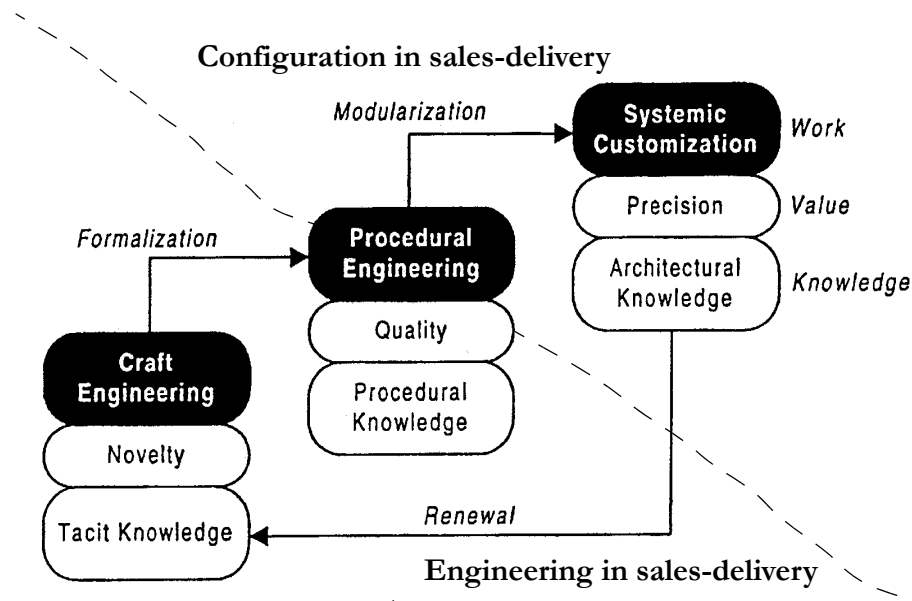 Configuration in sales-delivery
Modularization
Systemic
Customization
Work
Precision
Value
Architectural
Knowledge
Knowledge
Formalization
Procedural
Engineering
Quality
Procedural
Knowledge
Craft
Engineering
Novelty
Tacit Knowledge
Renewal
Engineering in sales-delivery